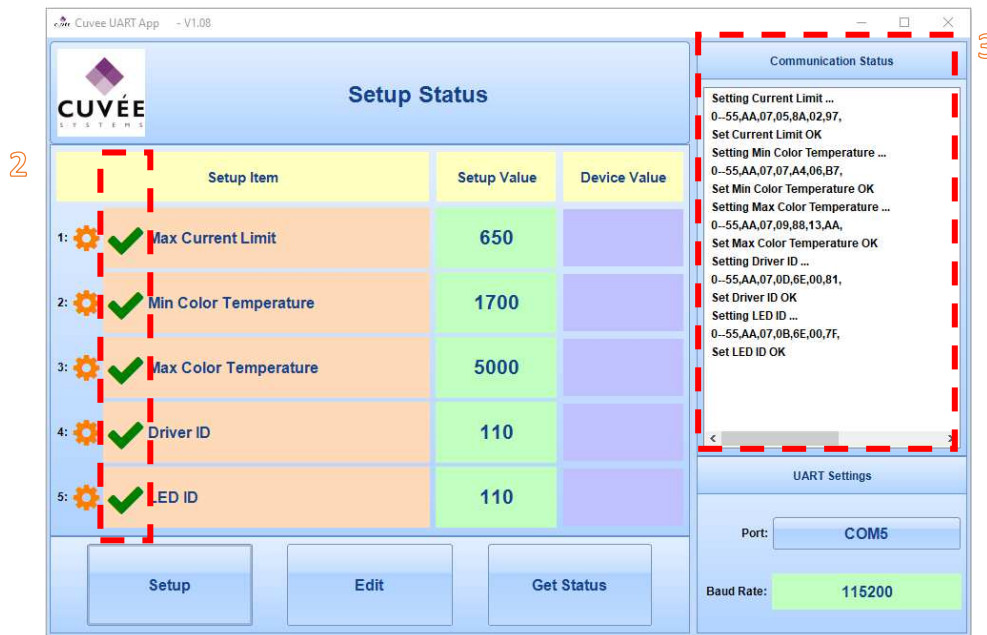 Cuvee UART App - V1.08
CUVÉE
SYSTEMS
Setup Status
2
Setup Item
Setup Value
Device Value
1:
Max Current Limit
650
2:
Min Color Temperature
1700
3:
Max Color Temperature
5000
4:
Driver ID
110
5:
LED ID
110
Setup
Edit
Get Status
Communication Status
Setting Current Limit ...
0--55,AA,07,05,8A,02,97,
Set Current Limit OK
Setting Min Color Temperature ...
0--55,AA,07,07,A4,06,B7,
Set Min Color Temperature OK
Setting Max Color Temperature ...
0--55,AA,07,09,88,13,AA,
Set Max Color Temperature OK
Setting Driver ID ...
0--55,AA,07,0D,6E,00,81,
Set Driver ID OK
Setting LED ID ...
0--55,AA,07,0B,6E,00,7F,
Set LED ID OK
UART Settings
Port:
COM5
Baud Rate:
115200